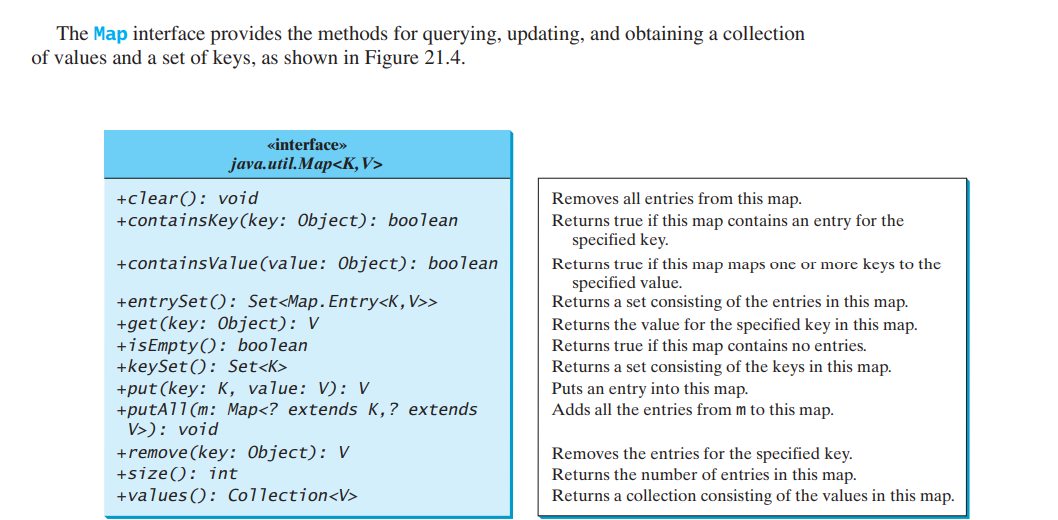 The Map interface provides the methods for querying, updating, and obtaining a collection
of values and a set of keys, as shown in Figure 21.4.
«interface»
java.util.Map<K,V>
+clear(): void
+containsKey(key: Object): boolean
+containsValue(value: Object): boolean
+entrySet(): Set<Map.Entry<K,V>>
+get(key: Object): V
+isEmpty(): boolean
+keySet(): Set<K>
+put(key: K, value: V): V
+putAll(m: Map<? extends K,? extends
V>): void
+remove(key: Object): V
+size(): int
+values(): Collection<V>
Removes all entries from this map.
Returns true if this map contains an entry for the
specified key.
Returns true if this map maps one or more keys to the
specified value.
Returns a set consisting of the entries in this map.
Returns the value for the specified key in this map.
Returns true if this map contains no entries.
Returns a set consisting of the keys in this map.
Puts an entry into this map.
Adds all the entries from m to this map.
Removes the entries for the specified key.
Returns the number of entries in this map.
Returns a collection consisting of the values in this map.